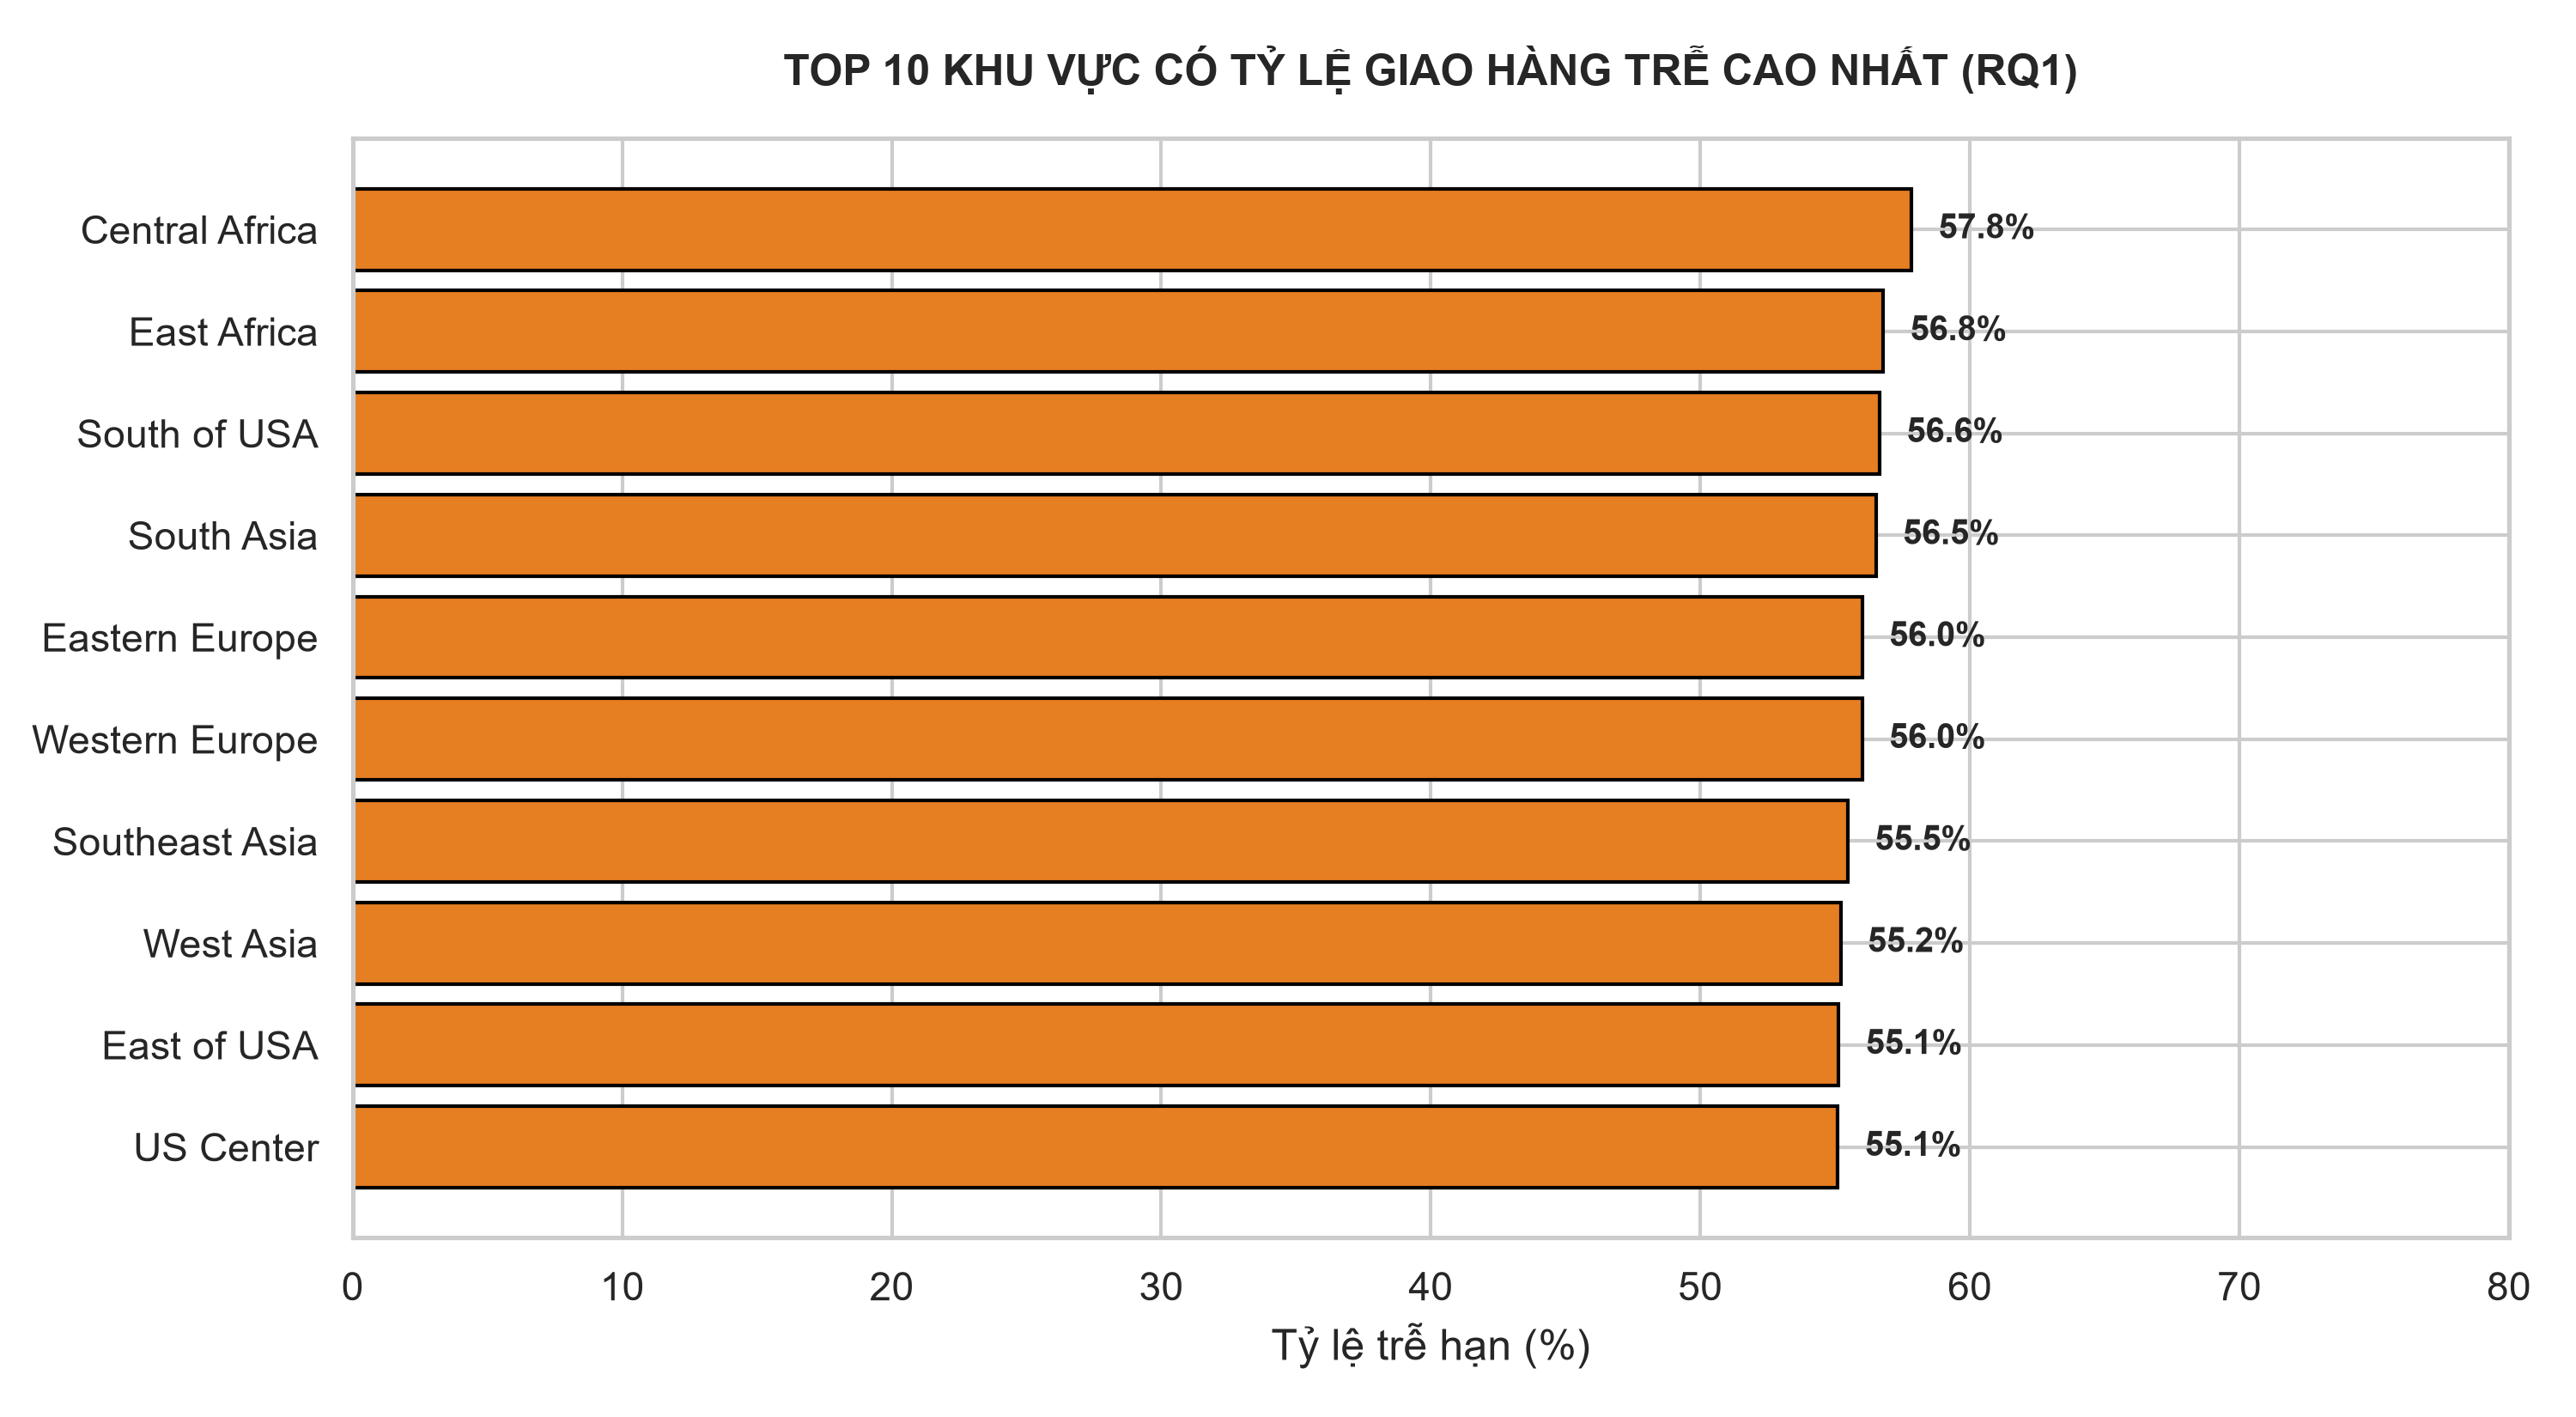 TOP 10 KHU VỰC CÓ TỶ LỆ GIAO HÀNG TRỄ CAO NHẤT (RQ1)
Central Africa 57.8%
East Africa 56.8%
South of USA 56.6%
South Asia 56.5%
Eastern Europe 56.0%
Western Europe 56.0%
Southeast Asia 55.5%
West Asia 55.2%
East of USA 55.1%
US Center 55.1%
0 10 20 30 40 50 60 70 80
Tỷ lệ trễ hạn (%)